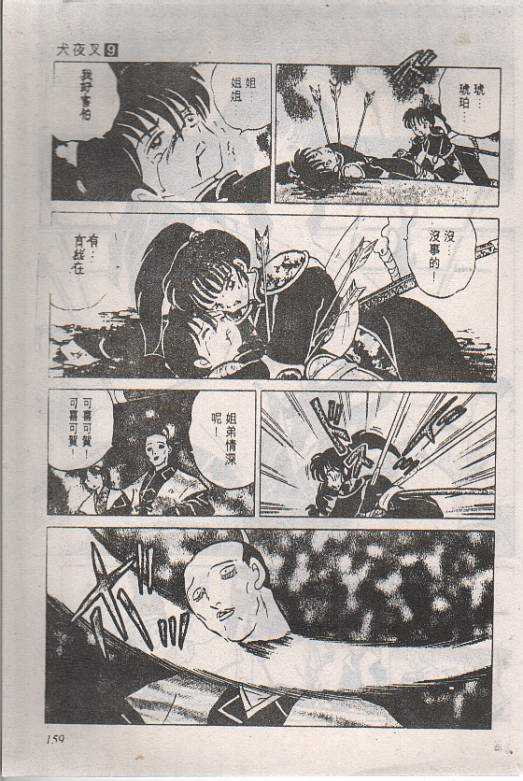 犬夜叉9
琥…
琥珀…
姐…
姐姐
我好害怕
沒…
沒事的
有…
有我在
姐弟情深
呢！
可喜可賀！
可喜可賀！
159